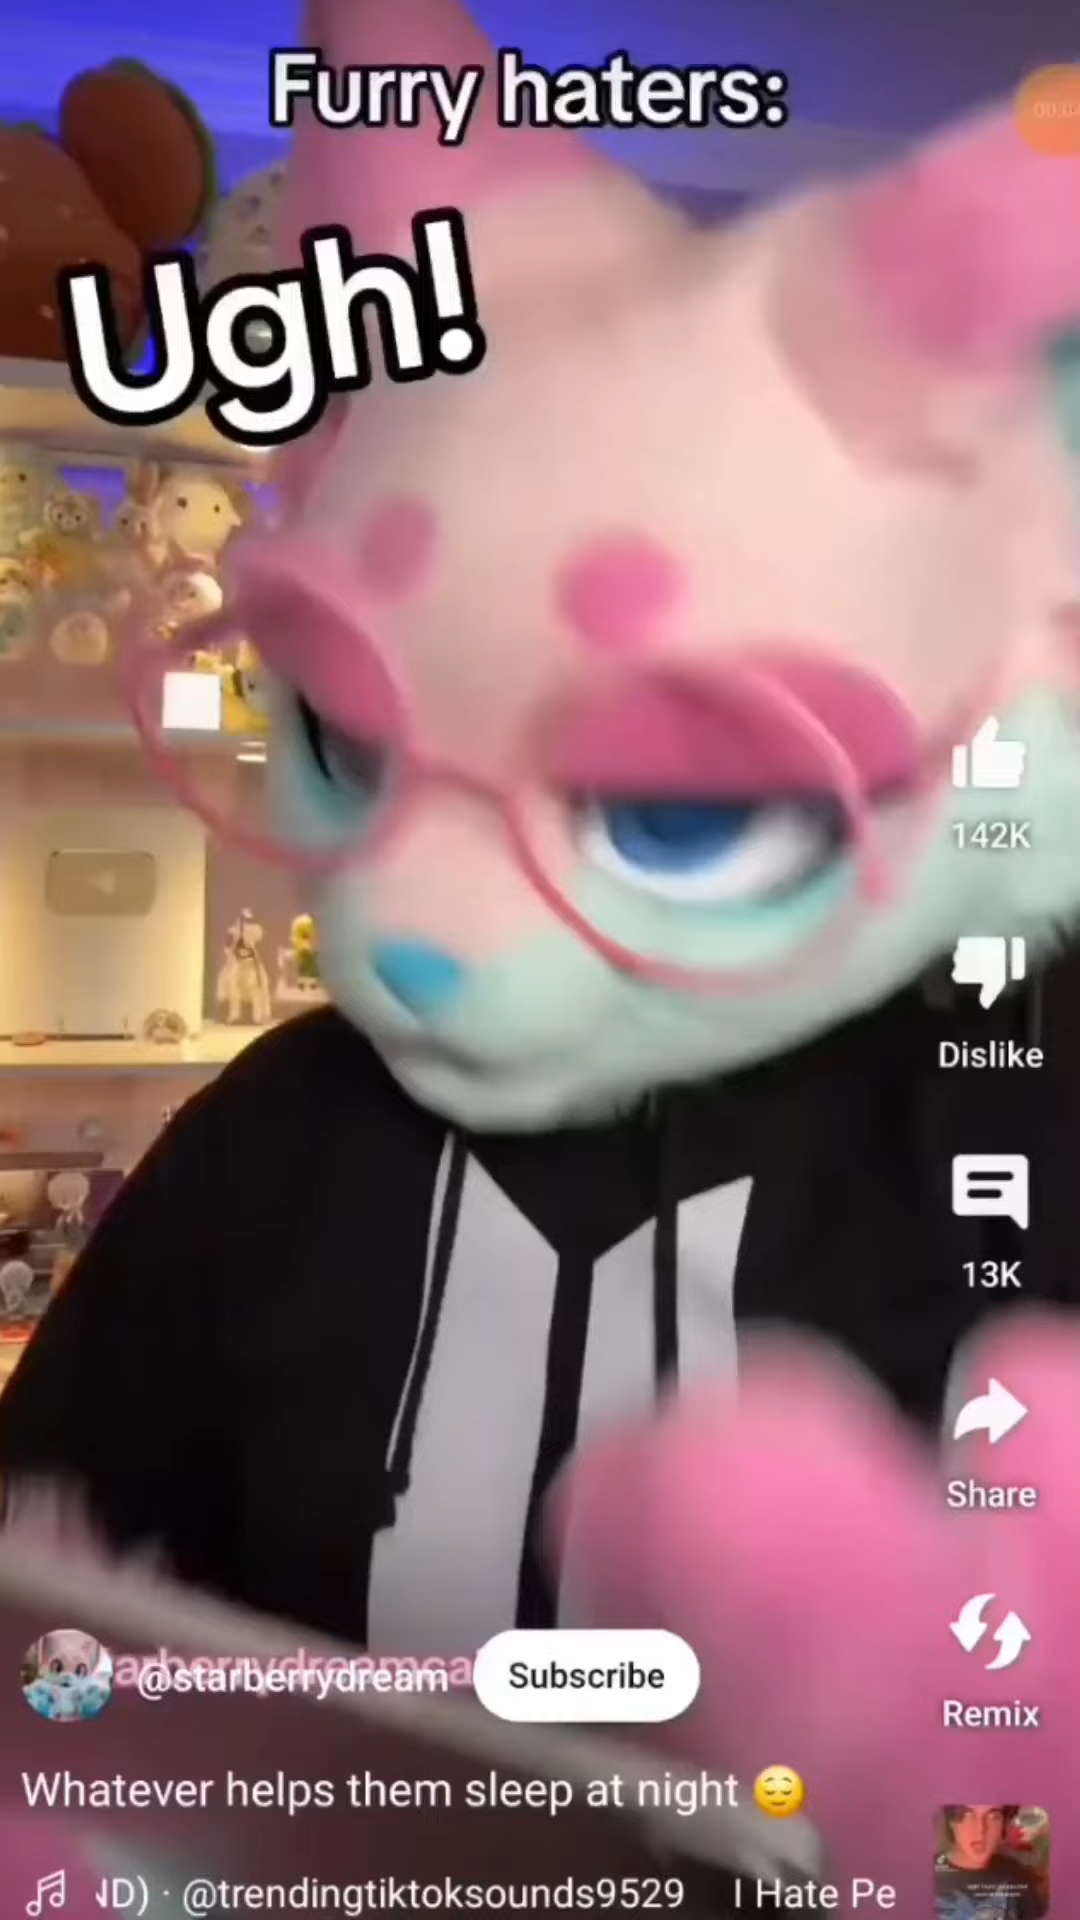 Furry haters:
Ugh!
142K
Dislike
13K
Share
@starberrydream
Subscribe
Remix
Whatever helps them sleep at night 😌
ND) · @trendingtiktoksounds9529 I Hate Pe